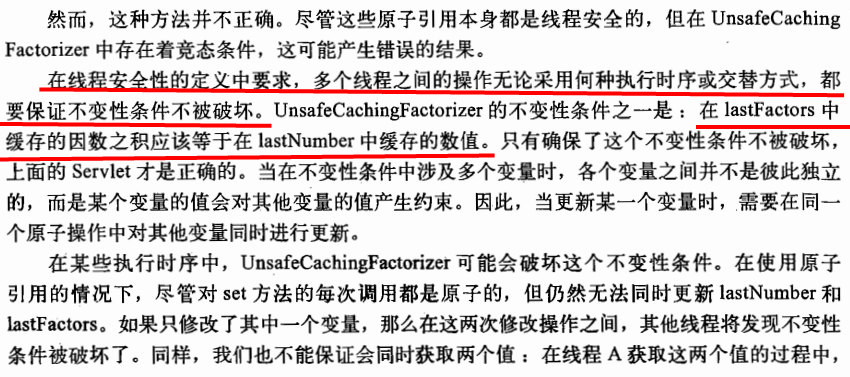 然而，这种方法并不正确。尽管这些原子引用本身都是线程安全的，但在 UnsafeCaching
Factorizer 中存在着竞态条件，这可能产生错误的结果。
在线程安全性的定义中要求，多个线程之间的操作无论采用何种执行时序或交替方式，都
要保证不变性条件不被破坏。UnsafeCachingFactorizer 的不变性条件之一是：在 lastFactors 中
缓存的因数之积应该等于在 lastNumber 中缓存的数值。只有确保了这个不变性条件不被破坏，
上面的 Servlet 才是正确的。当在不变性条件中涉及多个变量时，各个变量之间并不是彼此独立
的，而是某个变量的值会对其他变量的值产生约束。因此，当更新某一个变量时，需要在同一
个原子操作中对其他变量同时进行更新。
在某些执行时序中，UnsafeCachingFactorizer 可能会破坏这个不变性条件。在使用原子
引用的情况下，尽管对 set 方法的每次调用都是原子的，但仍然无法同时更新 lastNumber 和
lastFactors。如果只修改了其中一个变量，那么在这两次修改操作之间，其他线程将发现不变性
条件被破坏了。同样，我们也不能保证会同时获取两个值：在线程 A 获取这两个值的过程中，